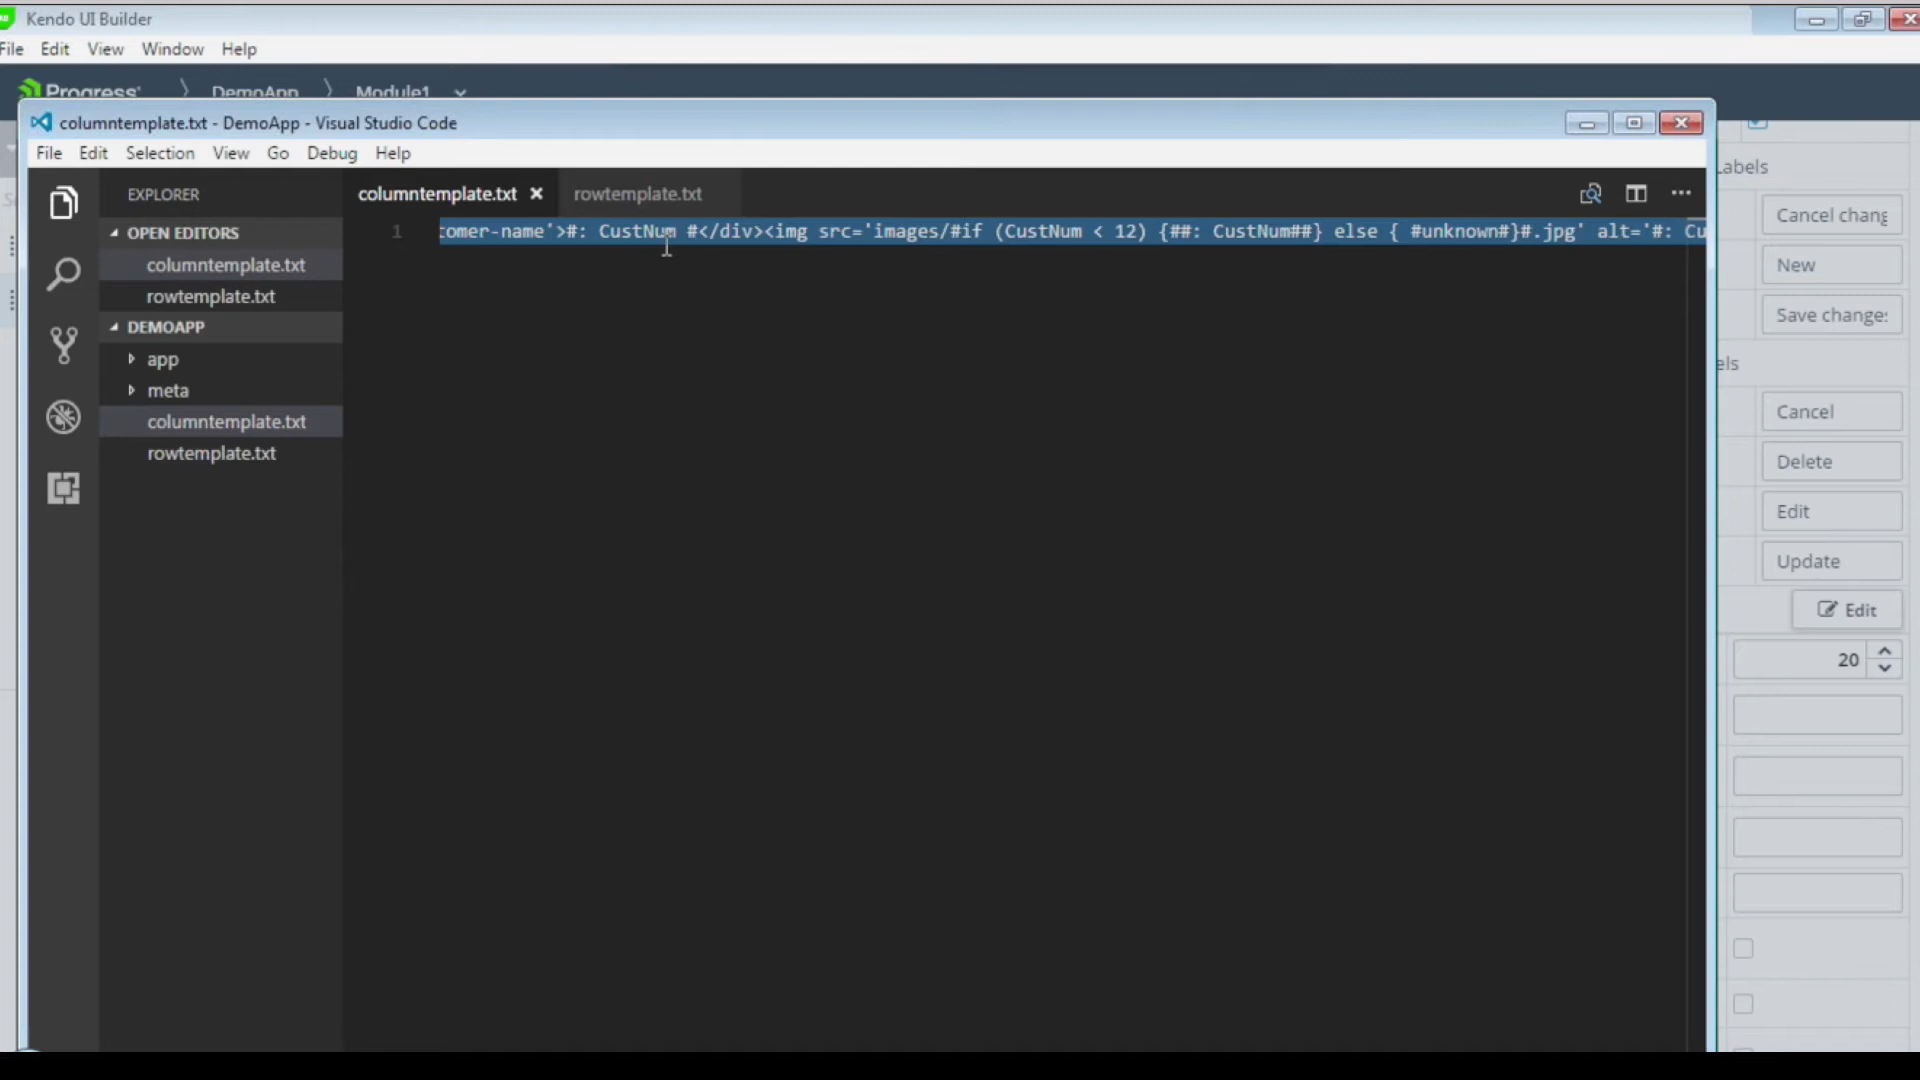 Kendo UI Builder
File Edit View Window Help
Progress DemoApp Module1
columntemplate.txt - DemoApp - Visual Studio Code
File Edit Selection View Go Debug Help
EXPLORER
columntemplate.txt
rowtemplate.txt
OPEN EDITORS
columntemplate.txt
rowtemplate.txt
DEMOAPP
app
meta
columntemplate.txt
rowtemplate.txt
1
tomer-name'>#: CustNum #</div><img src='images/#if (CustNum < 12) {##: CustNum##} else { #unknown#}#.jpg' alt='#: Cu
Labels
Cancel chang
New
Save changes
els
Cancel
Delete
Edit
Update
Edit
20